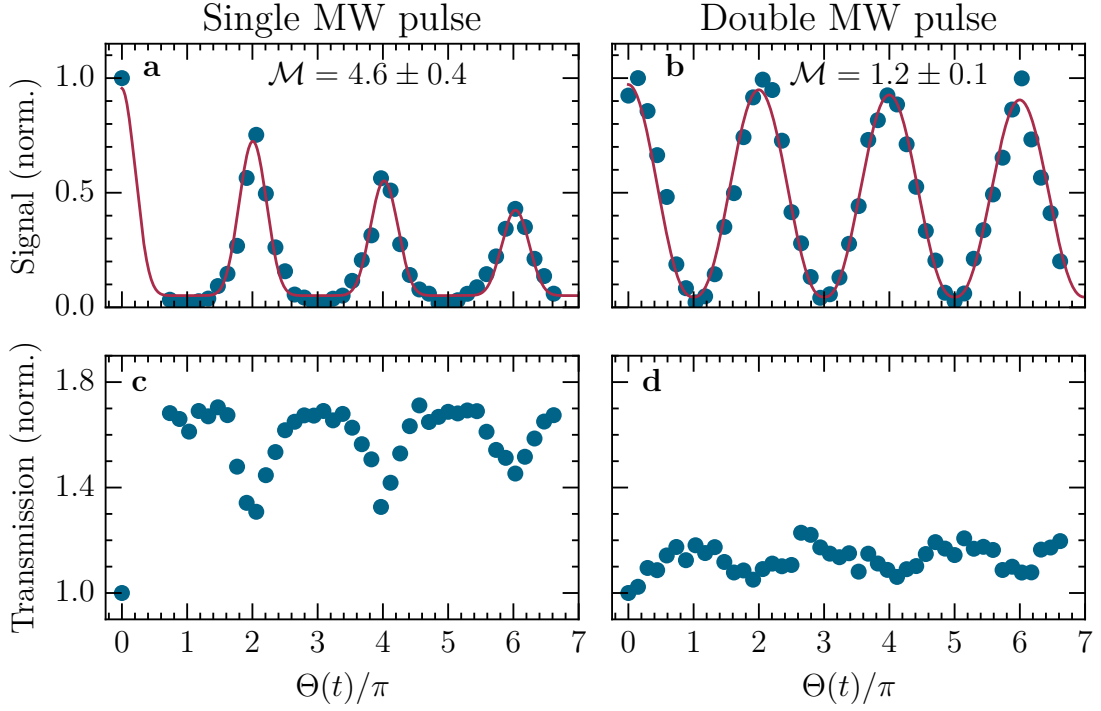 Single MW pulse
Double MW pulse
a
ℳ = 4.6 ± 0.4
b
ℳ = 1.2 ± 0.1
Signal (norm.)
1.0
0.5
0.0
c
d
Transmission (norm.)
1.8
1.4
1.0
0 1 2 3 4 5 6 7
0 1 2 3 4 5 6 7
Θ(t)/π
Θ(t)/π